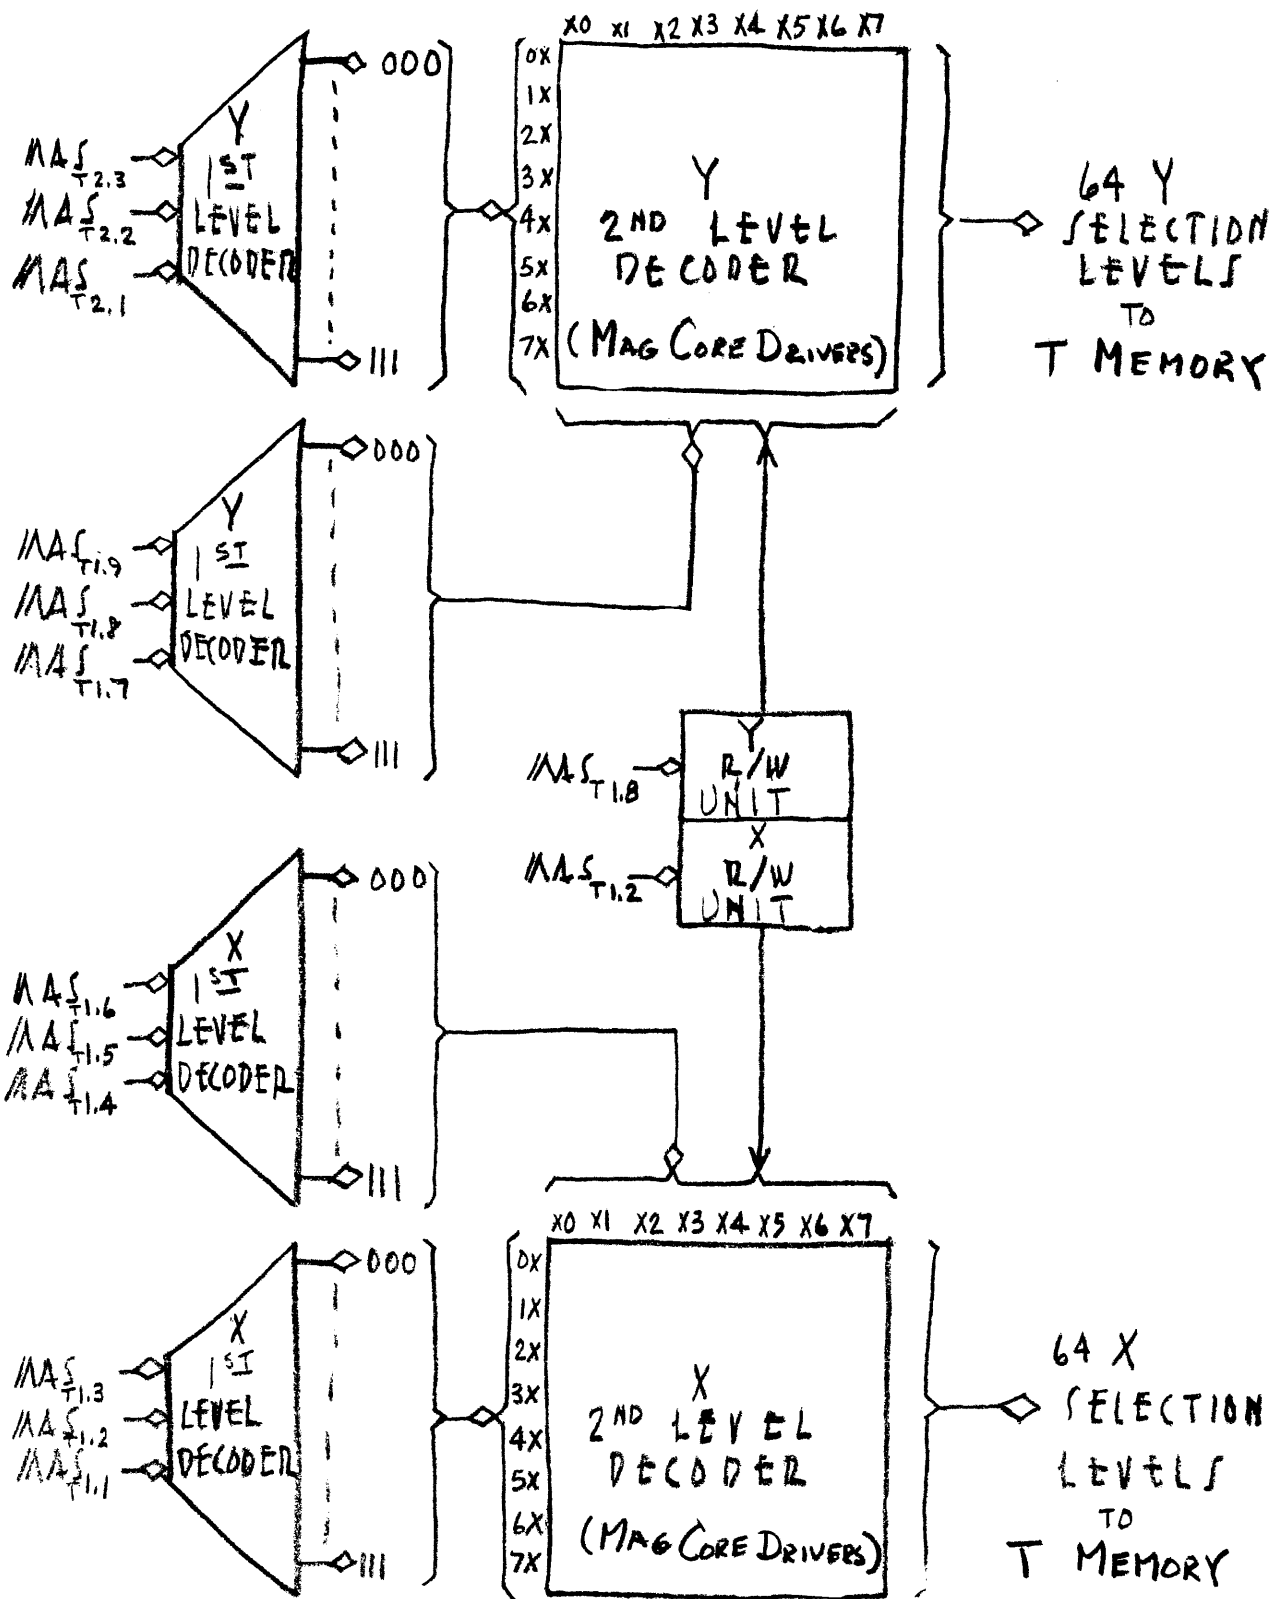 X0 X1 X2 X3 X4 X5 X6 X7
0X
1X
2X
3X
4X
5X
6X
7X
Y
1ST
LEVEL
DECODER
000
111
MAS T2.3
MAS T2.2
MAS T2.1
Y
2ND LEVEL
DECODER
(MAG CORE DRIVERS)
64 Y
SELECTION
LEVELS
TO
T MEMORY
000
Y
1ST
LEVEL
DECODER
111
MAS T1.9
MAS T1.8
MAS T1.7
MAS T1.8
Y
R/W
UNIT
MAS T1.2
X
R/W
UNIT
000
X
1ST
LEVEL
DECODER
111
MAS T1.6
MAS T1.5
MAS T1.4
X0 X1 X2 X3 X4 X5 X6 X7
0X
1X
2X
3X
4X
5X
6X
7X
000
X
1ST
LEVEL
DECODER
111
MAS T1.3
MAS T1.2
MAS T1.1
X
2ND LEVEL
DECODER
(MAG CORE DRIVERS)
64 X
SELECTION
LEVELS
TO
T MEMORY